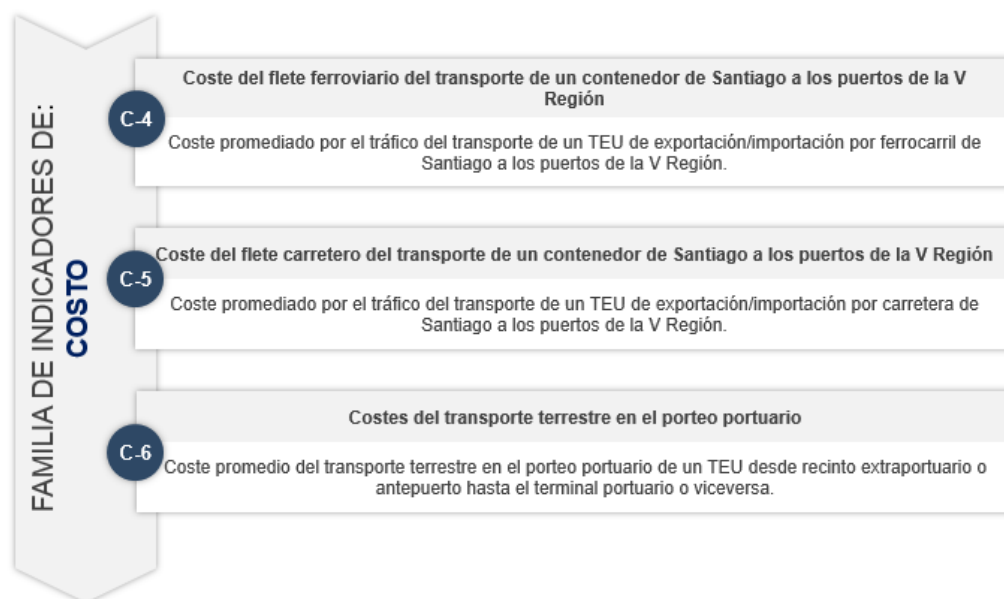 FAMILIA DE INDICADORES DE:
COSTO
C-4
Coste del flete ferroviario del transporte de un contenedor de Santiago a los puertos de la V
Región
Coste promediado por el tráfico del transporte de un TEU de exportación/importación por ferrocarril de
Santiago a los puertos de la V Región.
C-5
Coste del flete carretero del transporte de un contenedor de Santiago a los puertos de la V Región
Coste promediado por el tráfico del transporte de un TEU de exportación/importación por carretera de
Santiago a los puertos de la V Región.
C-6
Costes del transporte terrestre en el porteo portuario
Coste promedio del transporte terrestre en el porteo portuario de un TEU desde recinto extraportuario o
antepuerto hasta el terminal portuario o viceversa.